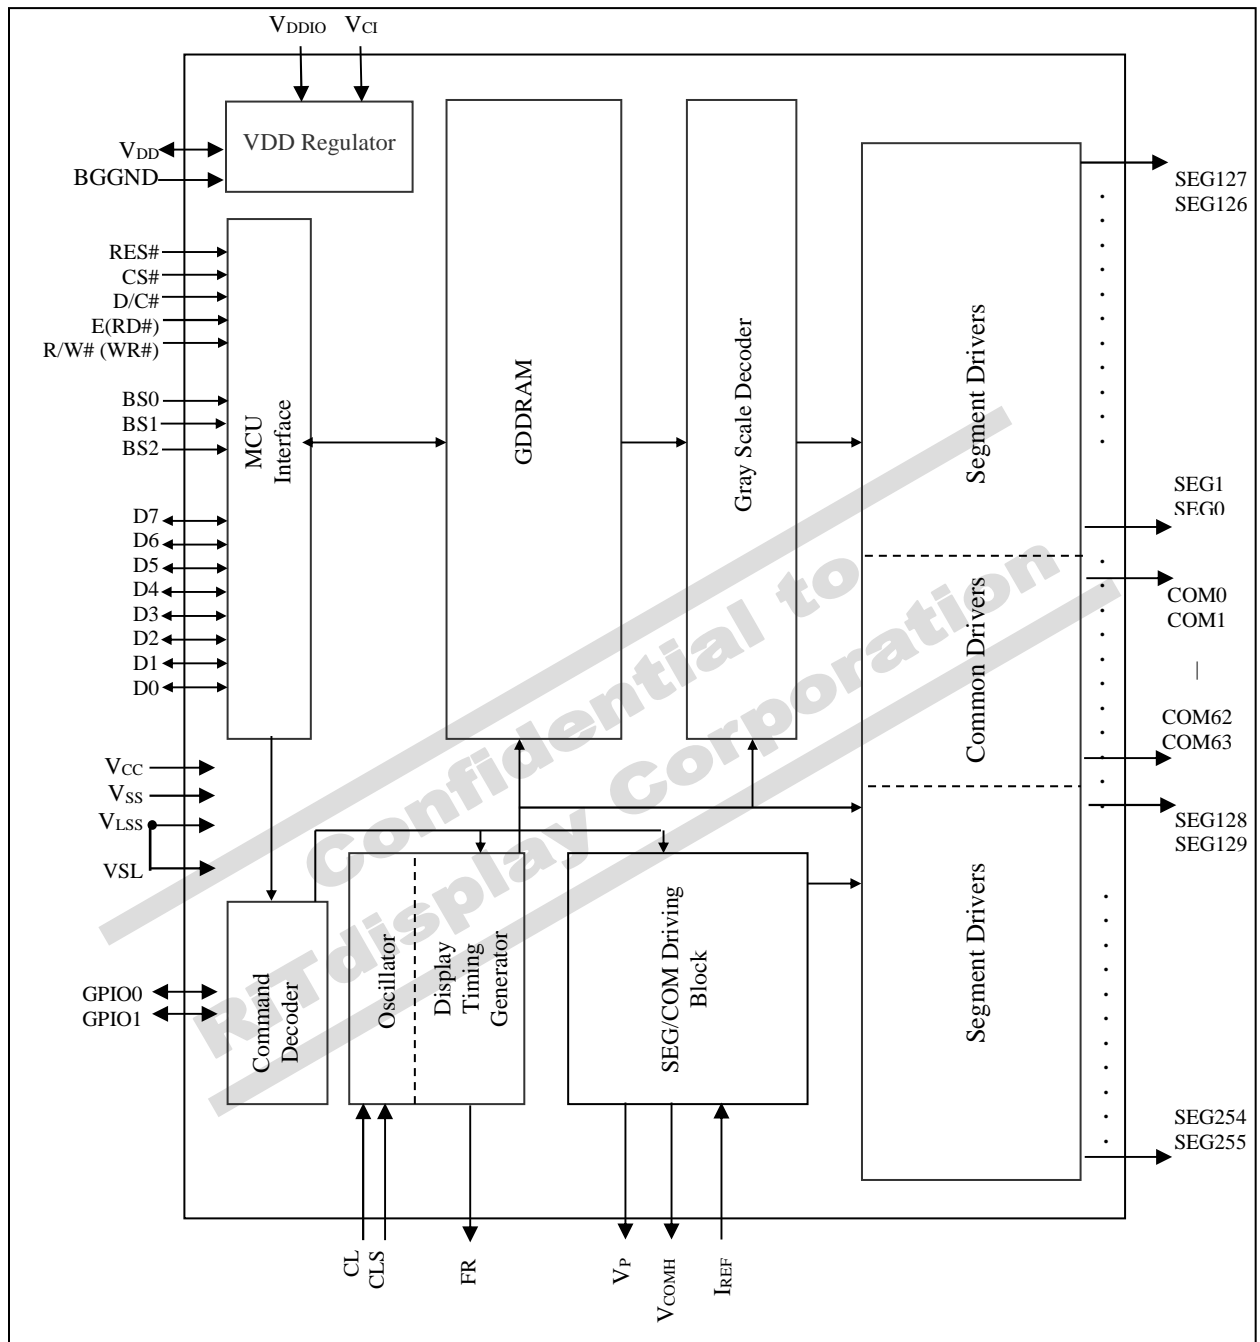 VDDIO VCI
VDD Regulator
VDD
BGGND
RES#
CS#
D/C#
E(RD#)
R/W# (WR#)
BS0
BS1
BS2
D7
D6
D5
D4
D3
D2
D1
D0
VCC
VSS
VLSS
VSL
GPIO0
GPIO1
MCU
Interface
GDDRAM
Gray Scale Decoder
Segment Drivers
Common Drivers
Segment Drivers
Command
Decoder
Oscillator
Display
Timing
Generator
SEG/COM Driving
Block
SEG127
SEG126
SEG1
SEG0
COM0
COM1
|
COM62
COM63
SEG128
SEG129
SEG254
SEG255
CL
CLS
FR
VP
VCOMH
IREF
Confidential to
RiTdisplay Corporation